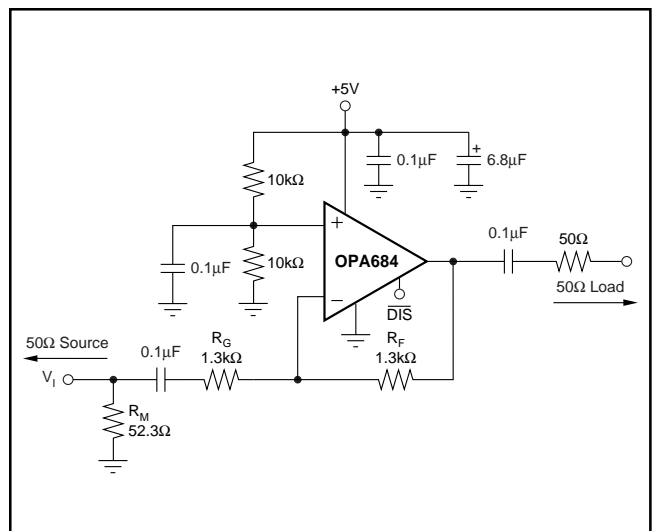 +5V
0.1μF
6.8μF
+
10kΩ
0.1μF
10kΩ
+
OPA684
−
DIS
0.1μF
50Ω
50Ω Load
50Ω Source
V_I
0.1μF
R_G
1.3kΩ
R_F
1.3kΩ
R_M
52.3Ω